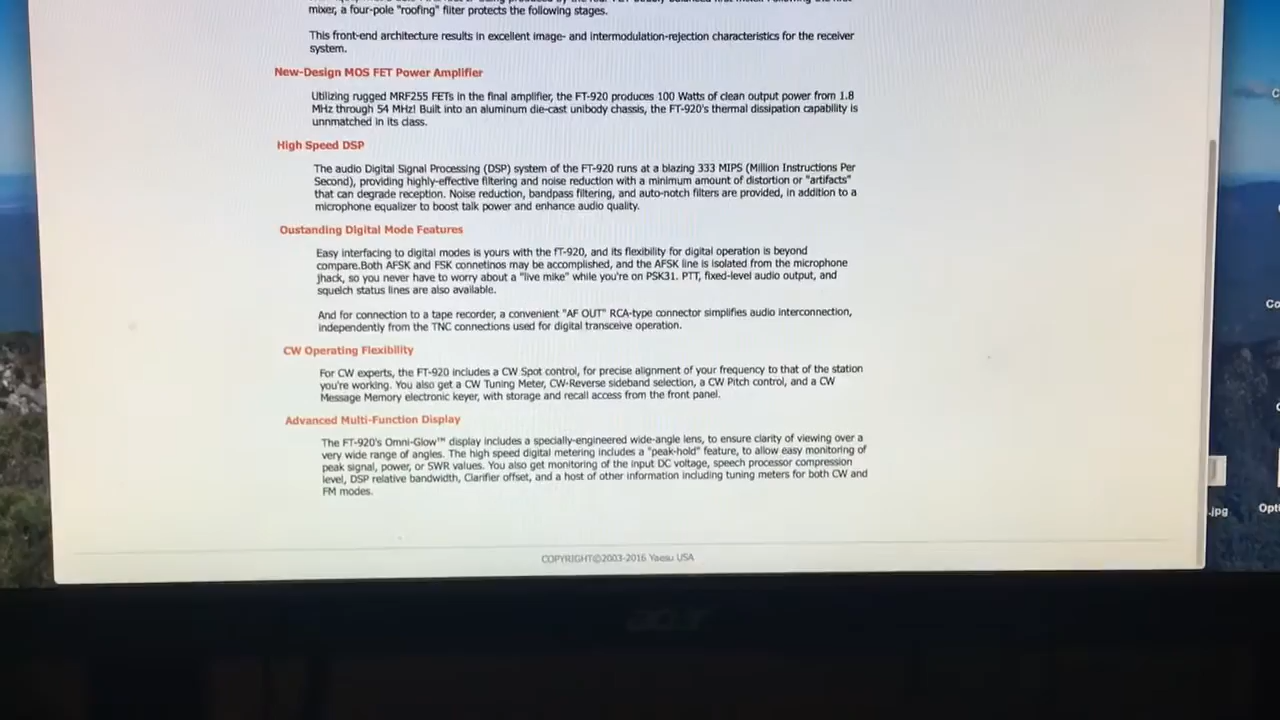 mixer, a four-pole "roofing" filter protects the following stages.
This front-end architecture results in excellent image- and intermodulation-rejection characteristics for the receiver
system.
New-Design MOS FET Power Amplifier
Utilizing rugged MRF255 FETs in the final amplifier, the FT-920 produces 100 Watts of clean output power from 1.8
MHz through 54 MHz! Built into an aluminum die-cast unibody chassis, the FT-920's thermal dissipation capability is
unnmatched in its class.
High Speed DSP
The audio Digital Signal Processing (DSP) system of the FT-920 runs at a blazing 333 MIPS (Million Instructions Per
Second), providing highly-effective filtering and noise reduction with a minimum amount of distortion or "artifacts"
that can degrade reception. Noise reduction, bandpass filtering, and auto-notch filters are provided, in addition to a
microphone equalizer to boost talk power and enhance audio quality.
Oustanding Digital Mode Features
Easy interfacing to digital modes is yours with the fT-920, and its flexibility for digital operation is beyond
compare.Both AFSK and FSK connetinos may be accomplished, and the AFSK line is isolated from the microphone
jhack, so you never have to worry about a "live mike" while you're on PSK31. PTT, fixed-level audio output, and
squelch status lines are also available.
And for connection to a tape recorder, a convenient "AF OUT" RCA-type connector simplifies audio interconnection,
independently from the TNC connections used for digital transceive operation.
CW Operating Flexibility
For CW experts, the FT-920 includes a CW Spot control, for precise alignment of your frequency to that of the station
you're working. You also get a CW Tuning Meter, CW-Reverse sideband selection, a CW Pitch control, and a CW
Message Memory electronic keyer, with storage and recall access from the front panel.
Advanced Multi-Function Display
The FT-920's Omni-Glow™ display includes a specially-engineered wide-angle lens, to ensure clarity of viewing over a
very wide range of angles. The high speed digital metering includes a "peak-hold" feature, to allow easy monitoring of
peak signal, power, or SWR values. You also get monitoring of the input DC voltage, speech processor compression
level, DSP relative bandwidth, Clarifier offset, and a host of other information including tuning meters for both CW and
FM modes.
COPYRIGHT©2003-2016 Yaesu USA
.jpg
acer